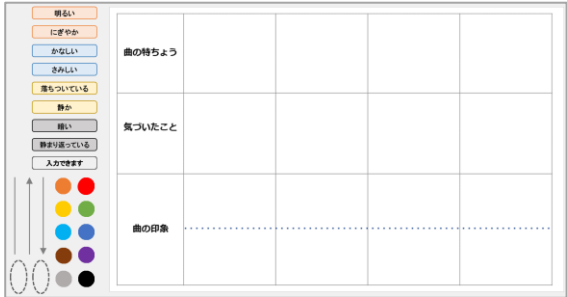 明るい
にぎやか
かなしい
さみしい
落ちついている
静か
暗い
静まり返っている
入力できます
曲の特ちょう
気づいたこと
曲の印象